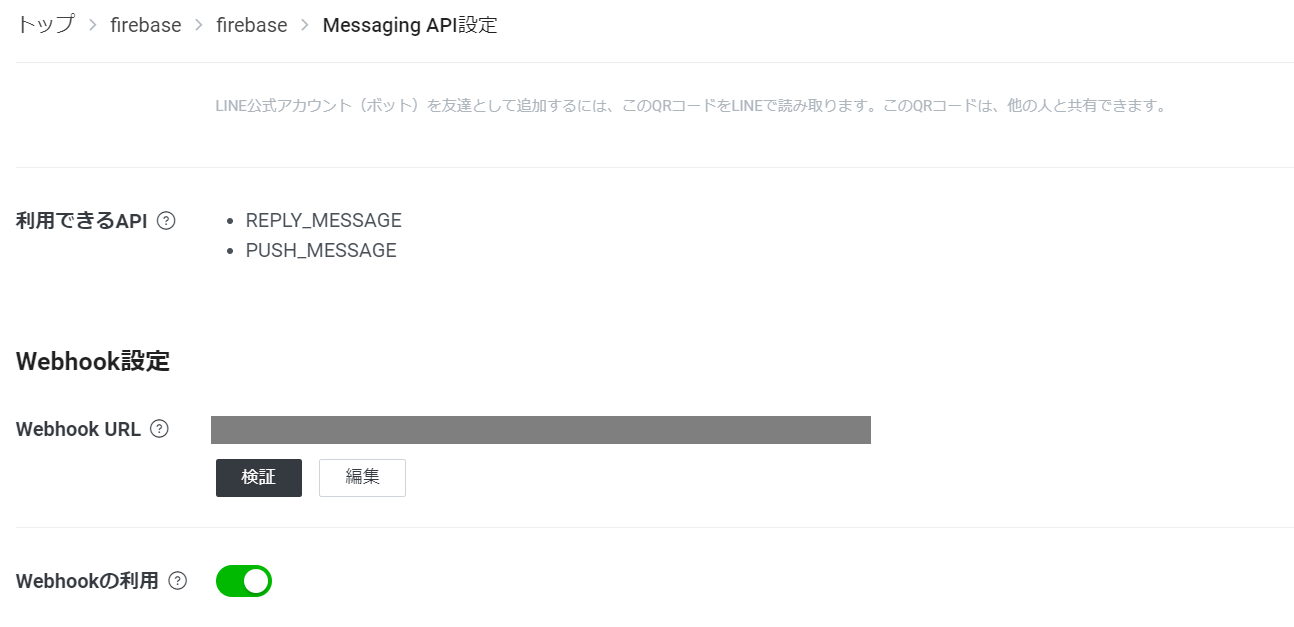 トップ > firebase > firebase > Messaging API設定
LINE公式アカウント（ボット）を友達として追加するには、このQRコードをLINEで読み取ります。このQRコードは、他の人と共有できます。
利用できるAPI ?
• REPLY_MESSAGE
• PUSH_MESSAGE
Webhook設定
Webhook URL ?
検証 編集
Webhookの利用 ?